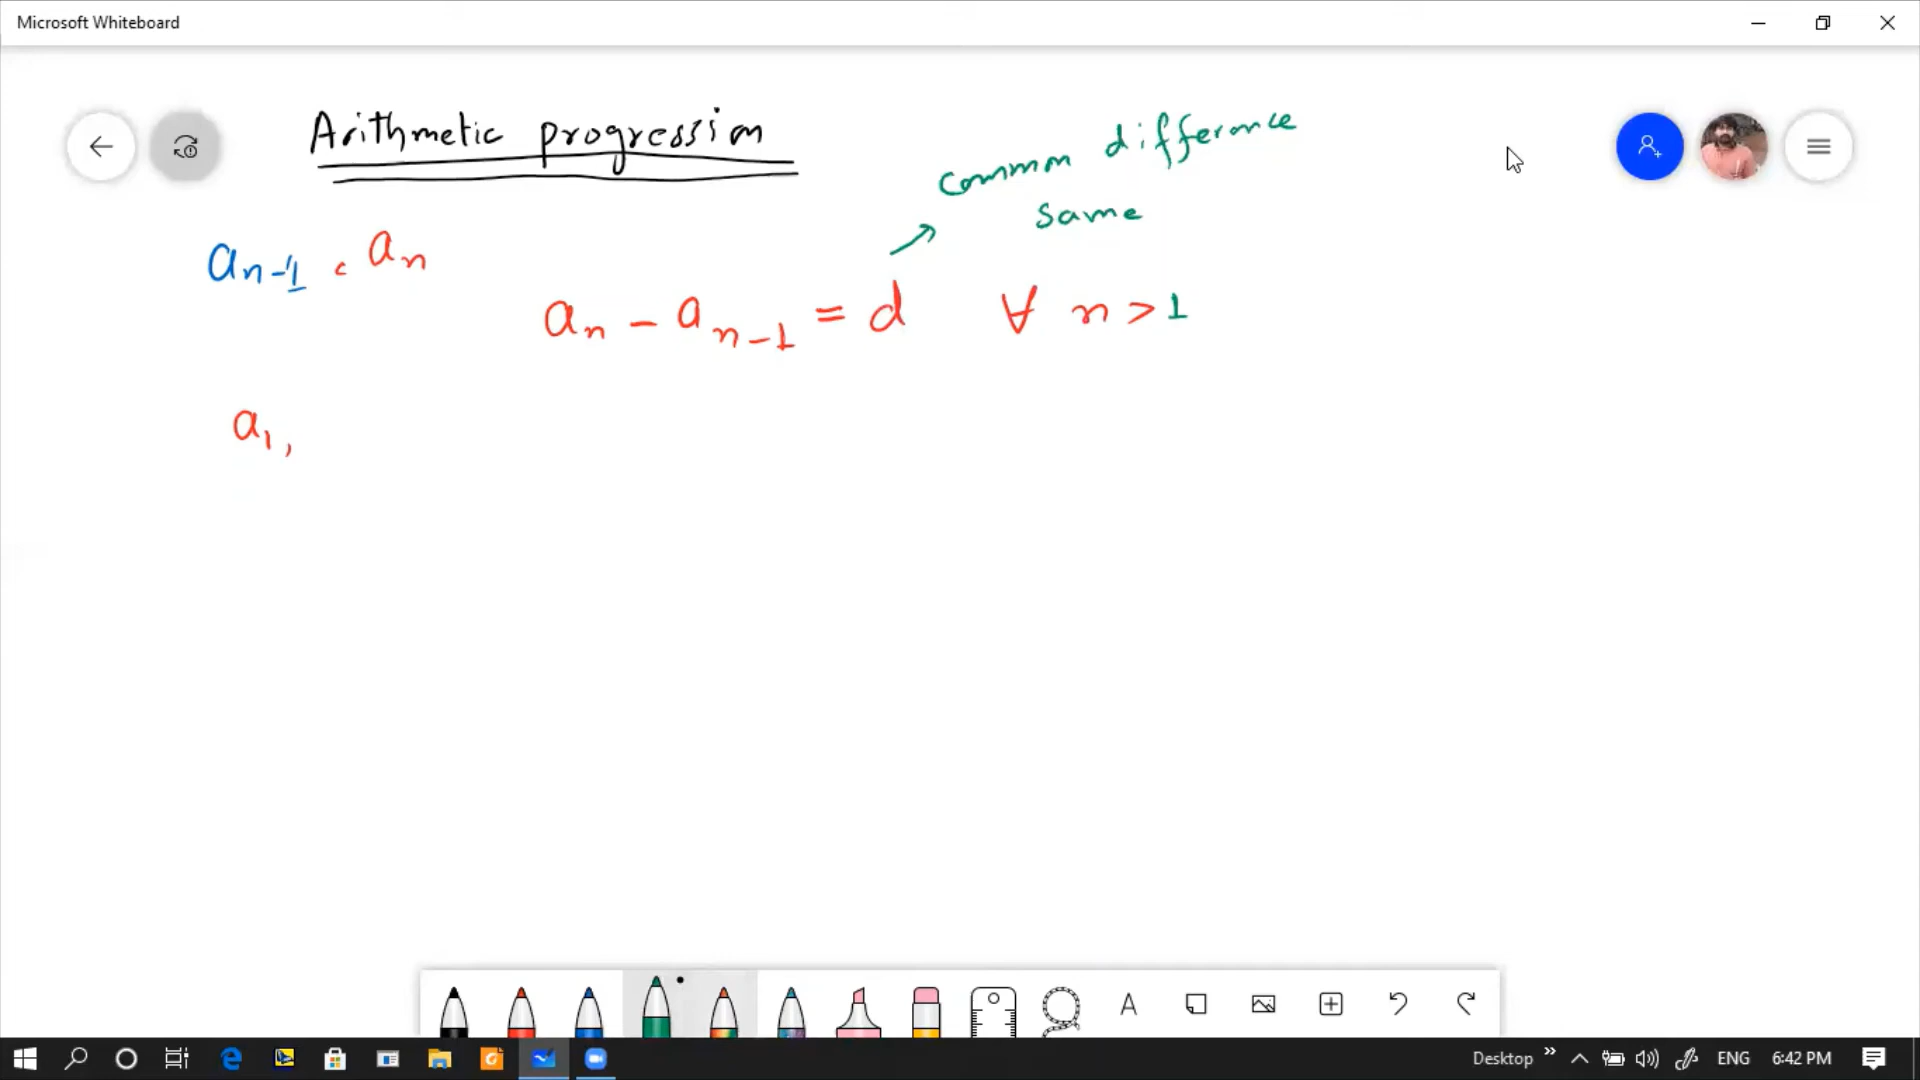 Microsoft Whiteboard
Arithmetic progression
common difference
same
aₙ₋₁ , aₙ
aₙ - aₙ₋₁ = d ∀ n > 1
a₁,
A
Desktop » ENG 6:42 PM